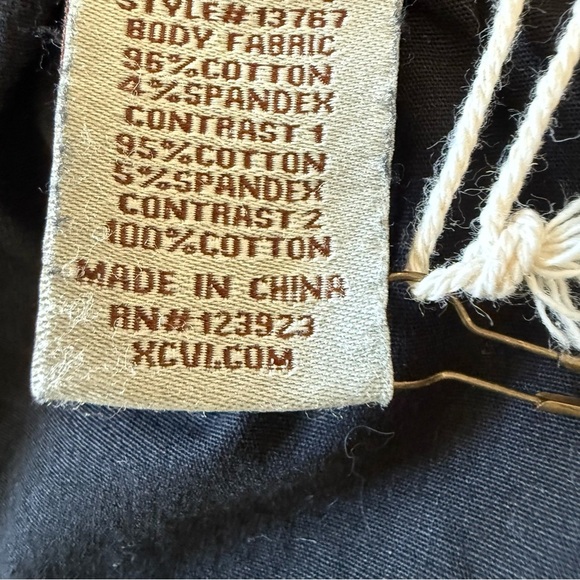 STYLE#13767
BODY FABRIC
96%COTTON
4%SPANDEX
CONTRAST 1
95%COTTON
5%SPANDEX
CONTRAST 2
100%COTTON
MADE IN CHINA
RN#123923
XCVI.COM